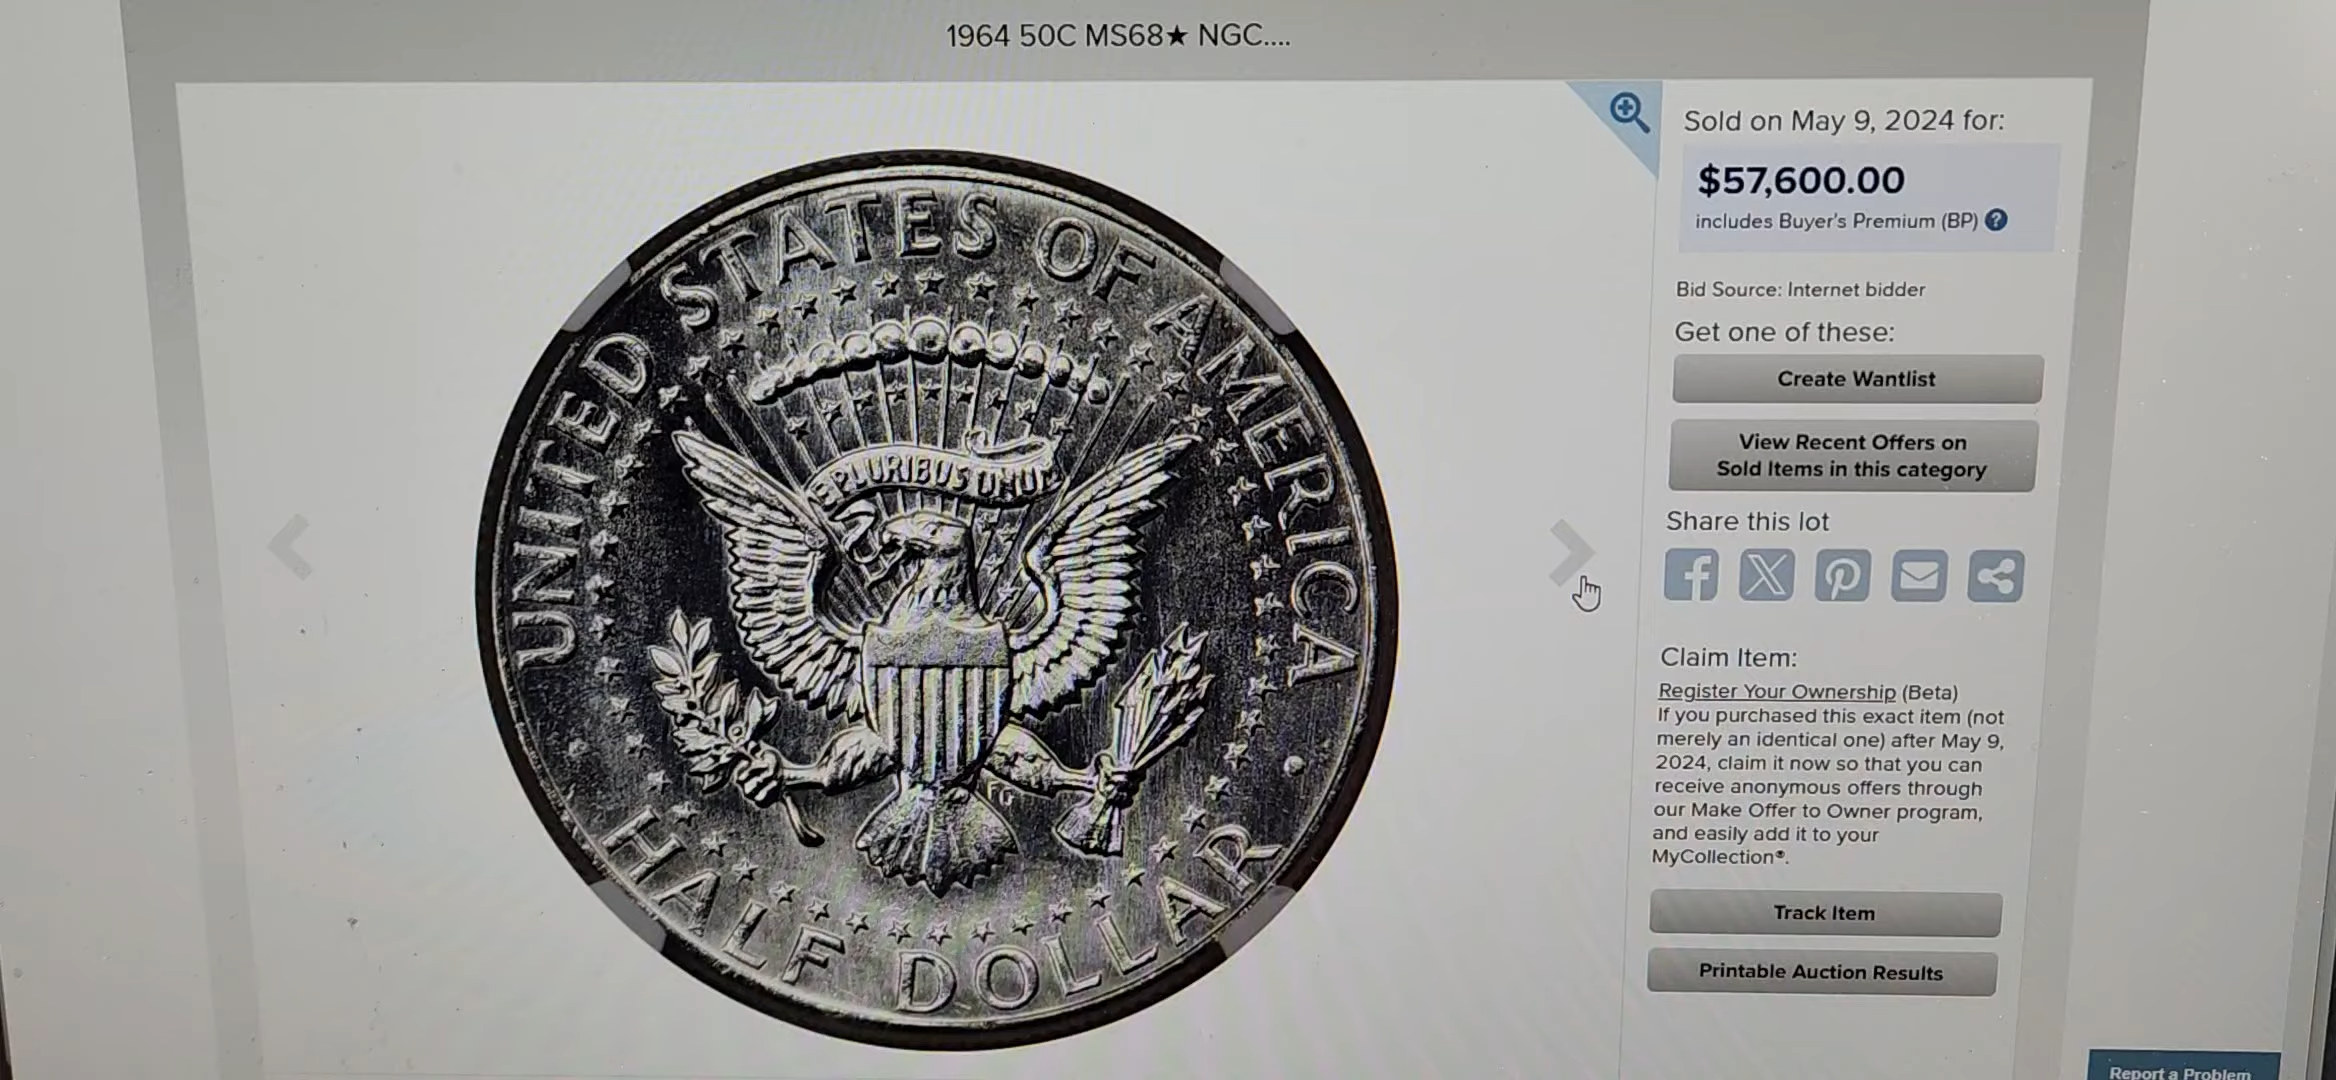 1964 50C MS68★ NGC....
UNITED STATES OF AMERICA
E PLURIBUS UNUM
FG
HALF DOLLAR
Sold on May 9, 2024 for:
$57,600.00
includes Buyer's Premium (BP) ?
Bid Source: Internet bidder
Get one of these:
Create Wantlist
View Recent Offers on
Sold Items in this category
Share this lot
Claim Item:
Register Your Ownership (Beta)
If you purchased this exact item (not
merely an identical one) after May 9,
2024, claim it now so that you can
receive anonymous offers through
our Make Offer to Owner program,
and easily add it to your
MyCollection®.
Track Item
Printable Auction Results
Report a Problem